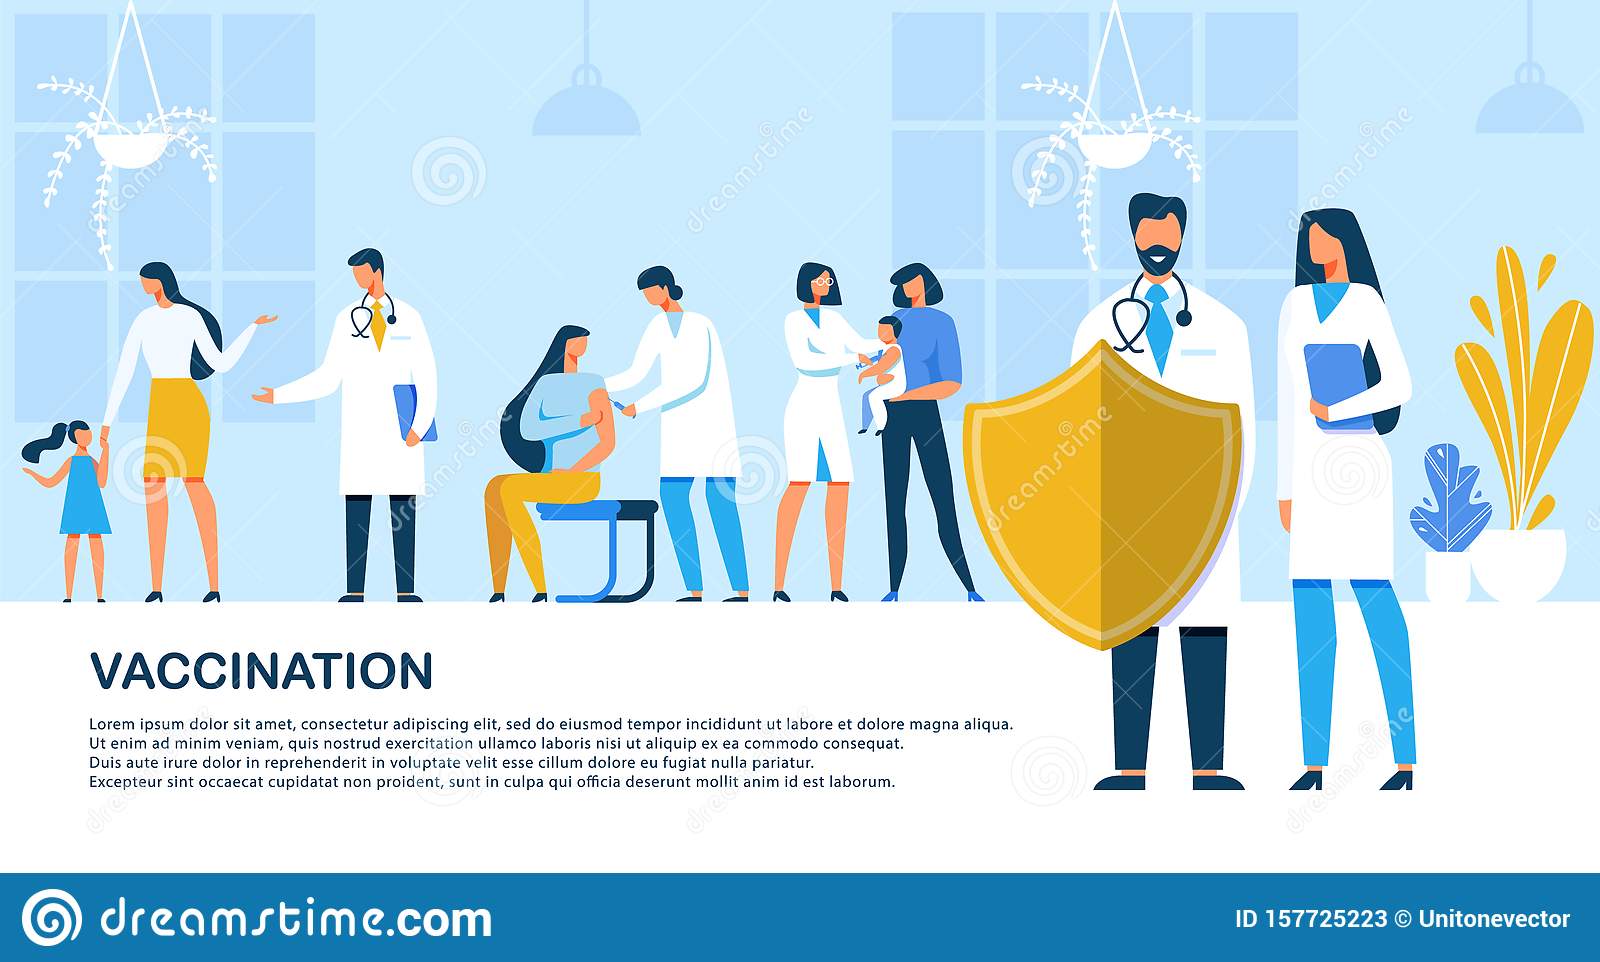 VACCINATION
Lorem ipsum dolor sit amet, consectetur adipiscing elit, sed do eiusmod tempor incididunt ut labore et dolore magna aliqua.
Ut enim ad minim veniam, quis nostrud exercitation ullamco laboris nisi ut aliquip ex ea commodo consequat.
Duis aute irure dolor in reprehenderit in voluptate velit esse cillum dolore eu fugiat nulla pariatur.
Excepteur sint occaecat cupidatat non proident, sunt in culpa qui officia deserunt mollit anim id est laborum.
dreamstime.com
ID 157725223 © Unitonevector